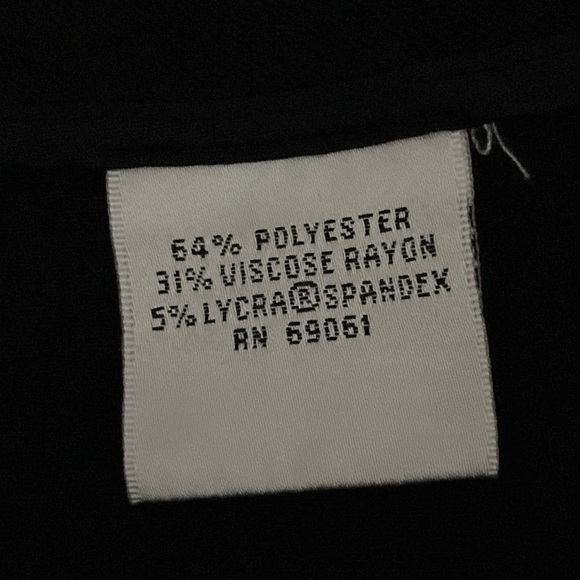 64% POLYESTER
31% VISCOSE RAYON
5% LYCRA®SPANDEX
RN 69061